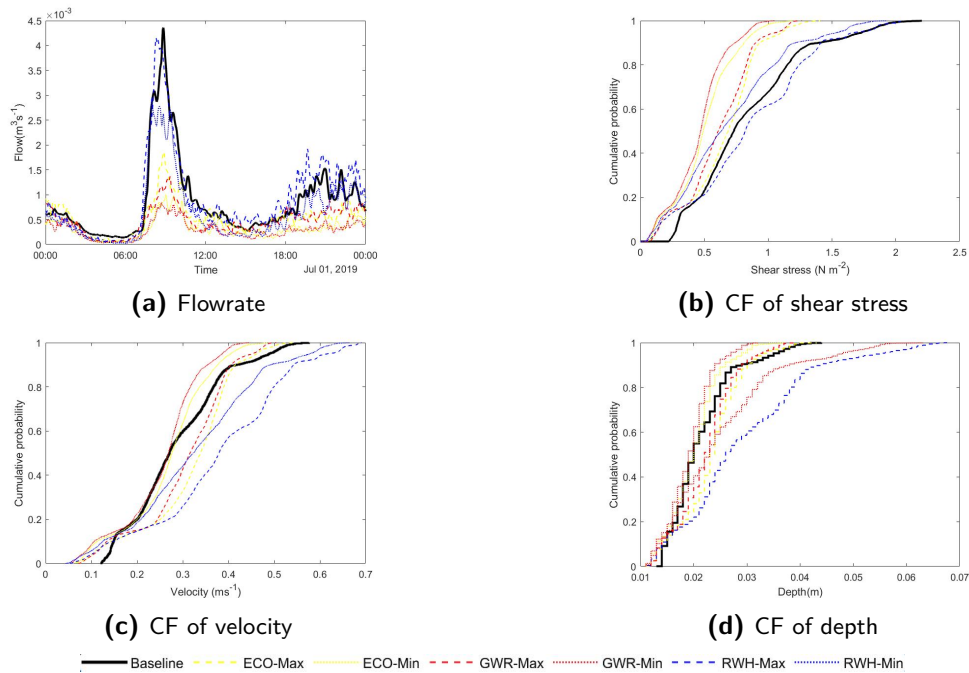 ×10⁻³
4.5
4
3.5
3
2.5
2
1.5
1
0.5
0
Flow(m³s⁻¹)
00:00 06:00 12:00 18:00 00:00
Time
Jul 01, 2019
(a) Flowrate
1
0.8
0.6
0.4
0.2
0
Cumulative probability
0 0.5 1 1.5 2 2.5
Shear stress (N m⁻²)
(b) CF of shear stress
1
0.8
0.6
0.4
0.2
0
Cumulative probability
0 0.1 0.2 0.3 0.4 0.5 0.6 0.7
Velocity (ms⁻¹)
(c) CF of velocity
1
0.8
0.6
0.4
0.2
0
Cumulative probability
0.01 0.02 0.03 0.04 0.05 0.06 0.07
Depth(m)
(d) CF of depth
Baseline ECO-Max ECO-Min GWR-Max GWR-Min RWH-Max RWH-Min